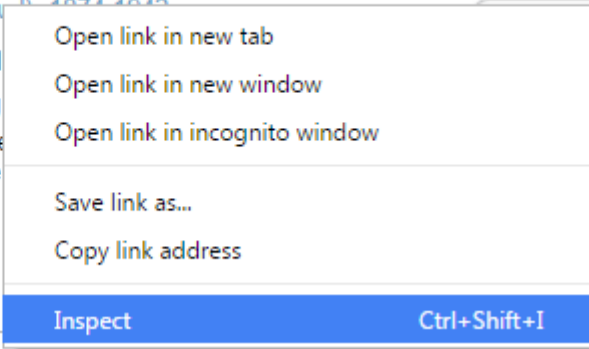 Open link in new tab
Open link in new window
Open link in incognito window
Save link as...
Copy link address
Inspect Ctrl+Shift+I